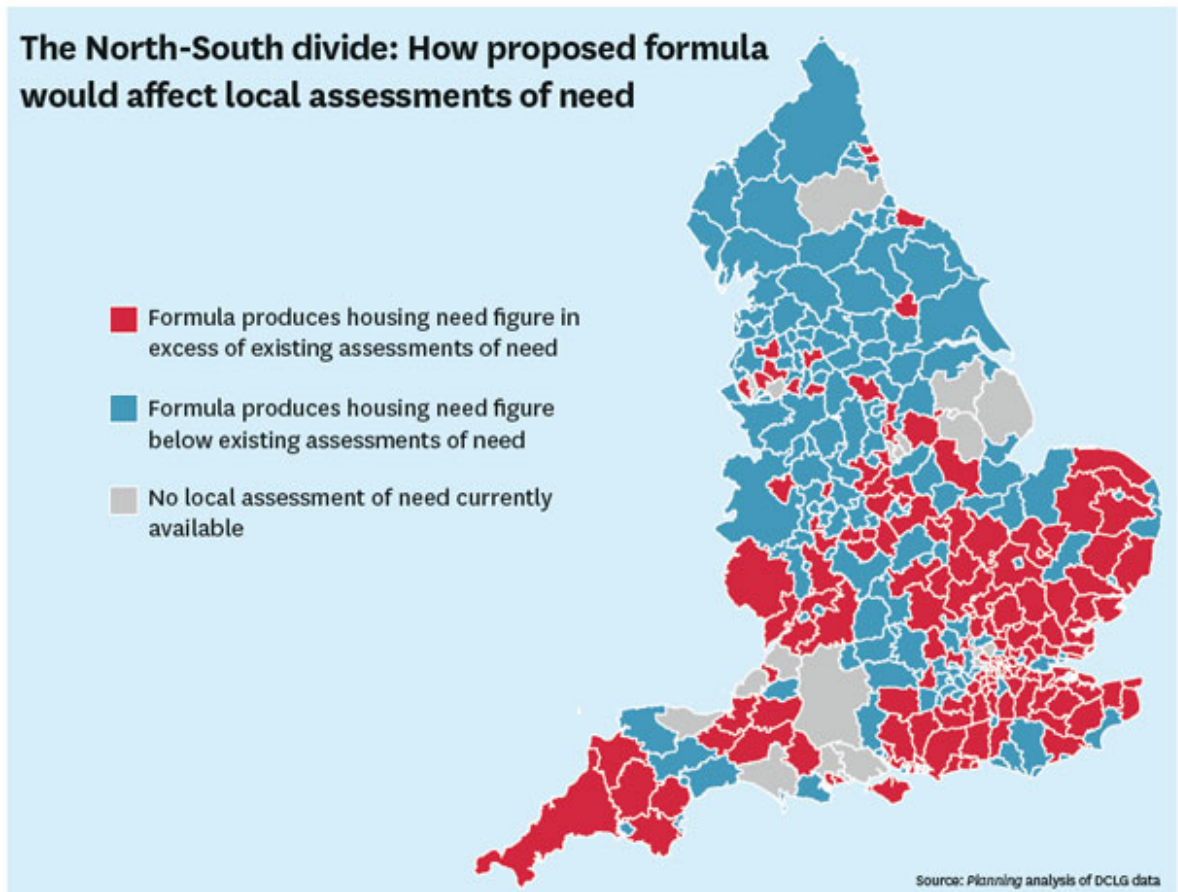 The North-South divide: How proposed formula
would affect local assessments of need
Formula produces housing need figure in
excess of existing assessments of need
Formula produces housing need figure
below existing assessments of need
No local assessment of need currently
available
Source: Planning analysis of DCLG data